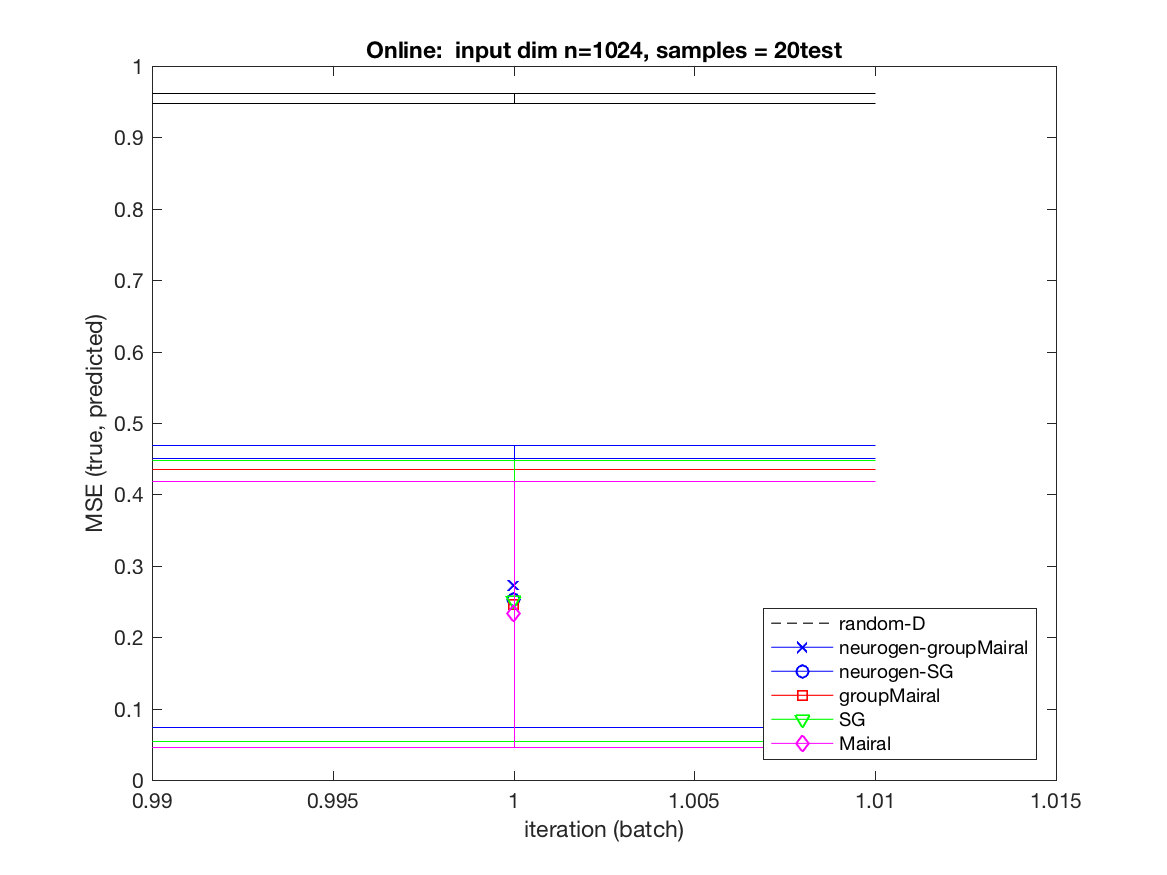 Online:  input dim n=1024, samples = 20test
1
0.9
0.8
0.7
0.6
0.5
0.4
0.3
0.2
0.1
0
MSE (true, predicted)
random-D
neurogen-groupMairal
neurogen-SG
groupMairal
SG
Mairal
0.99
0.995
1
1.005
1.01
1.015
iteration (batch)